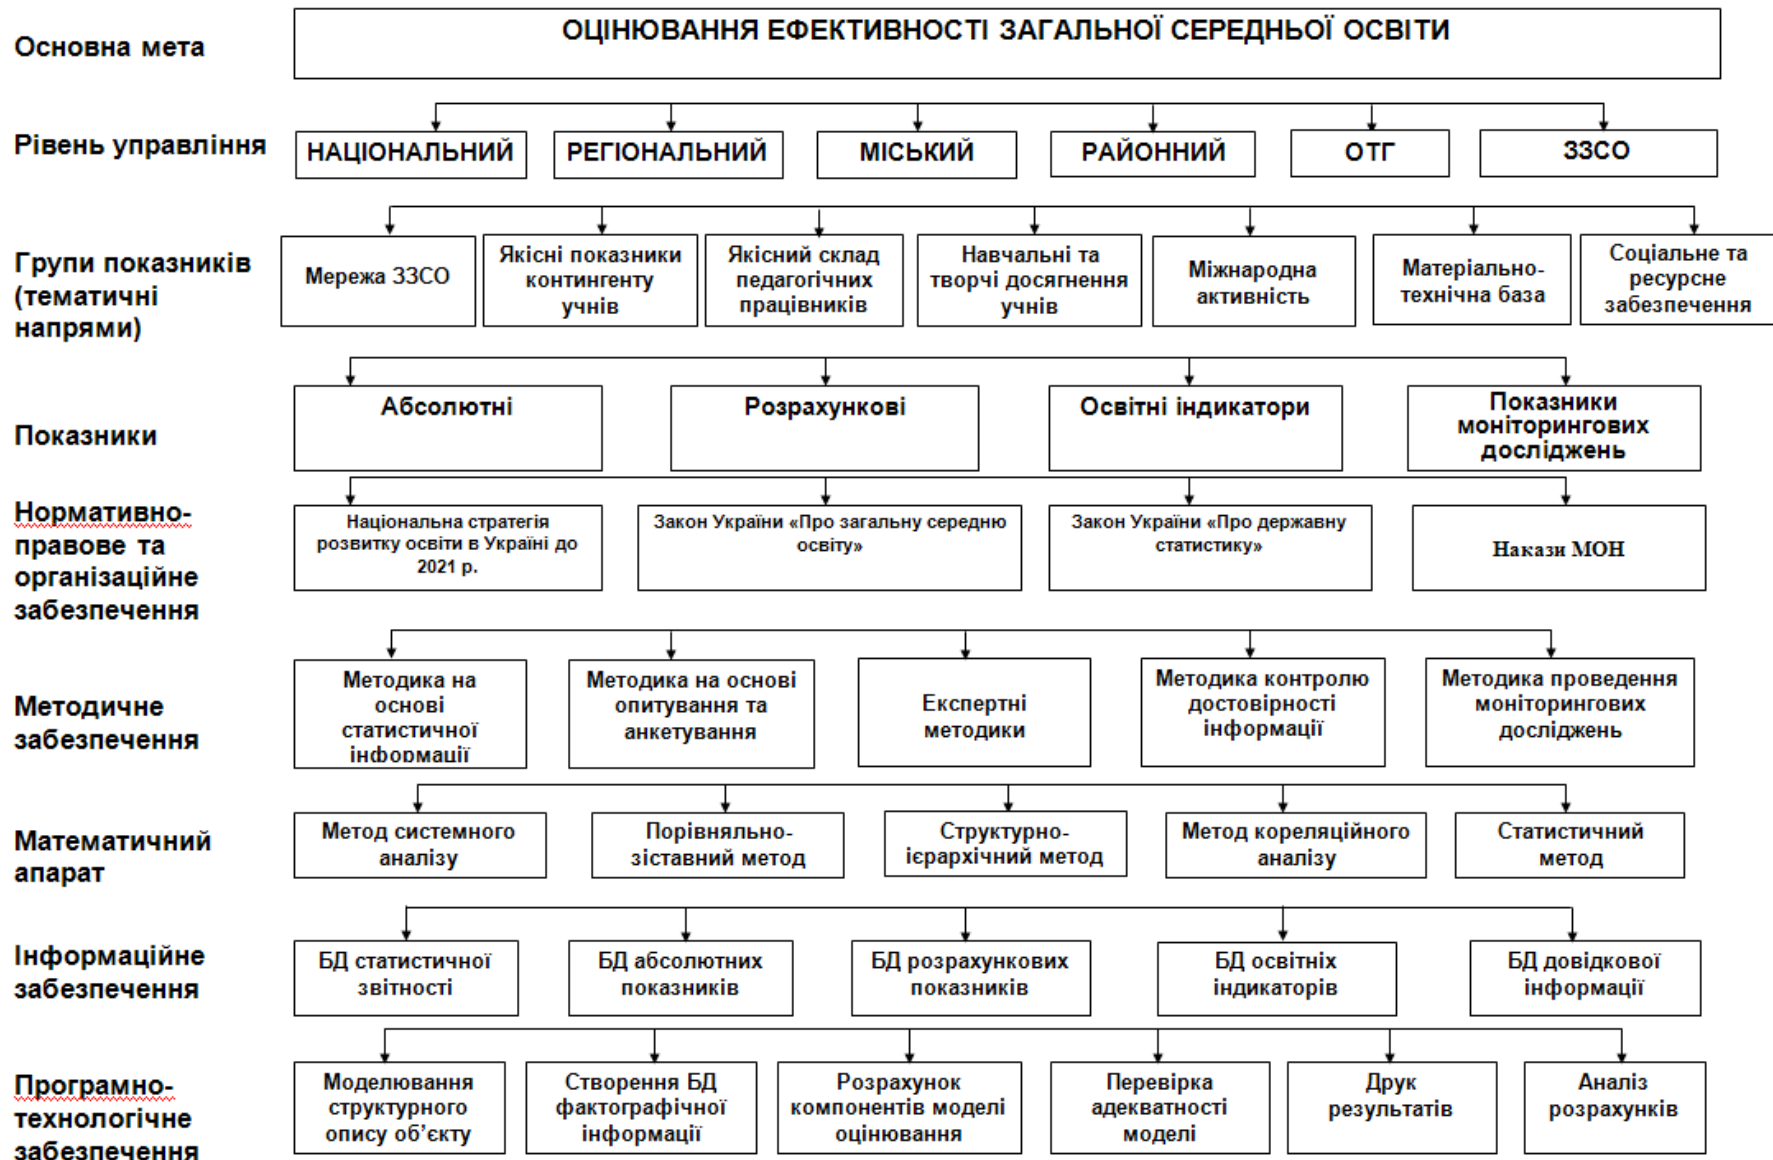 Основна мета
ОЦІНЮВАННЯ ЕФЕКТИВНОСТІ ЗАГАЛЬНОЇ СЕРЕДНЬОЇ ОСВІТИ
Рівень управління
НАЦІОНАЛЬНИЙ
РЕГІОНАЛЬНИЙ
МІСЬКИЙ
РАЙОННИЙ
ОТГ
ЗЗСО
Групи показників
(тематичні
напрями)
Мережа ЗЗСО
Якісні показники
контингенту
учнів
Якісний склад
педагогічних
працівників
Навчальні та
творчі досягнення
учнів
Міжнародна
активність
Матеріально-
технічна база
Соціальне та
ресурсне
забезпечення
Показники
Абсолютні
Розрахункові
Освітні індикатори
Показники
моніторингових
досліджень
Нормативно-
правове та
організаційне
забезпечення
Національна стратегія
розвитку освіти в Україні до
2021 р.
Закон України «Про загальну середню
освіту»
Закон України «Про державну
статистику»
Накази МОН
Методичне
забезпечення
Методика на
основі
статистичної
інформації
Методика на основі
опитування та
анкетування
Експертні
методики
Методика контролю
достовірності
інформації
Методика проведення
моніторингових
досліджень
Математичний
апарат
Метод системного
аналізу
Порівняльно-
зіставний метод
Структурно-
ієрархічний метод
Метод кореляційного
аналізу
Статистичний
метод
Інформаційне
забезпечення
БД статистичної
звітності
БД абсолютних
показників
БД розрахункових
показників
БД освітніх
індикаторів
БД довідкової
інформації
Програмно-
технологічне
забезпечення
Моделювання
структурного
опису об’єкту
Створення БД
фактографічної
інформації
Розрахунок
компонентів моделі
оцінювання
Перевірка
адекватності
моделі
Друк
результатів
Аналіз
розрахунків